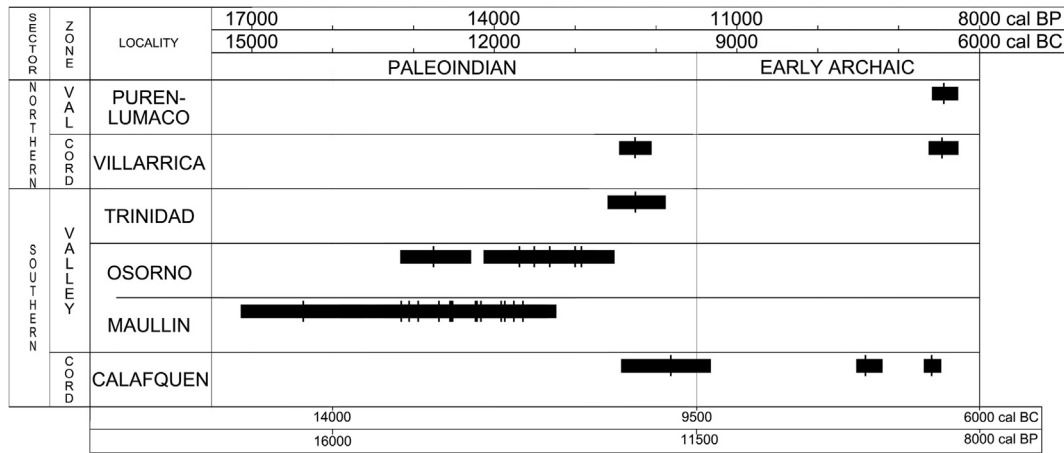 SECTOR
ZONE
LOCALITY
17000 14000 11000 8000 cal BP
15000 12000 9000 6000 cal BC
PALEOINDIAN EARLY ARCHAIC
NORTHERN
VAL
PUREN-
LUMACO
CORD
VILLARRICA
SOUTHERN
VALLEY
TRINIDAD
OSORNO
MAULLIN
CORD
CALAFQUEN
14000 9500 6000 cal BC
16000 11500 8000 cal BP